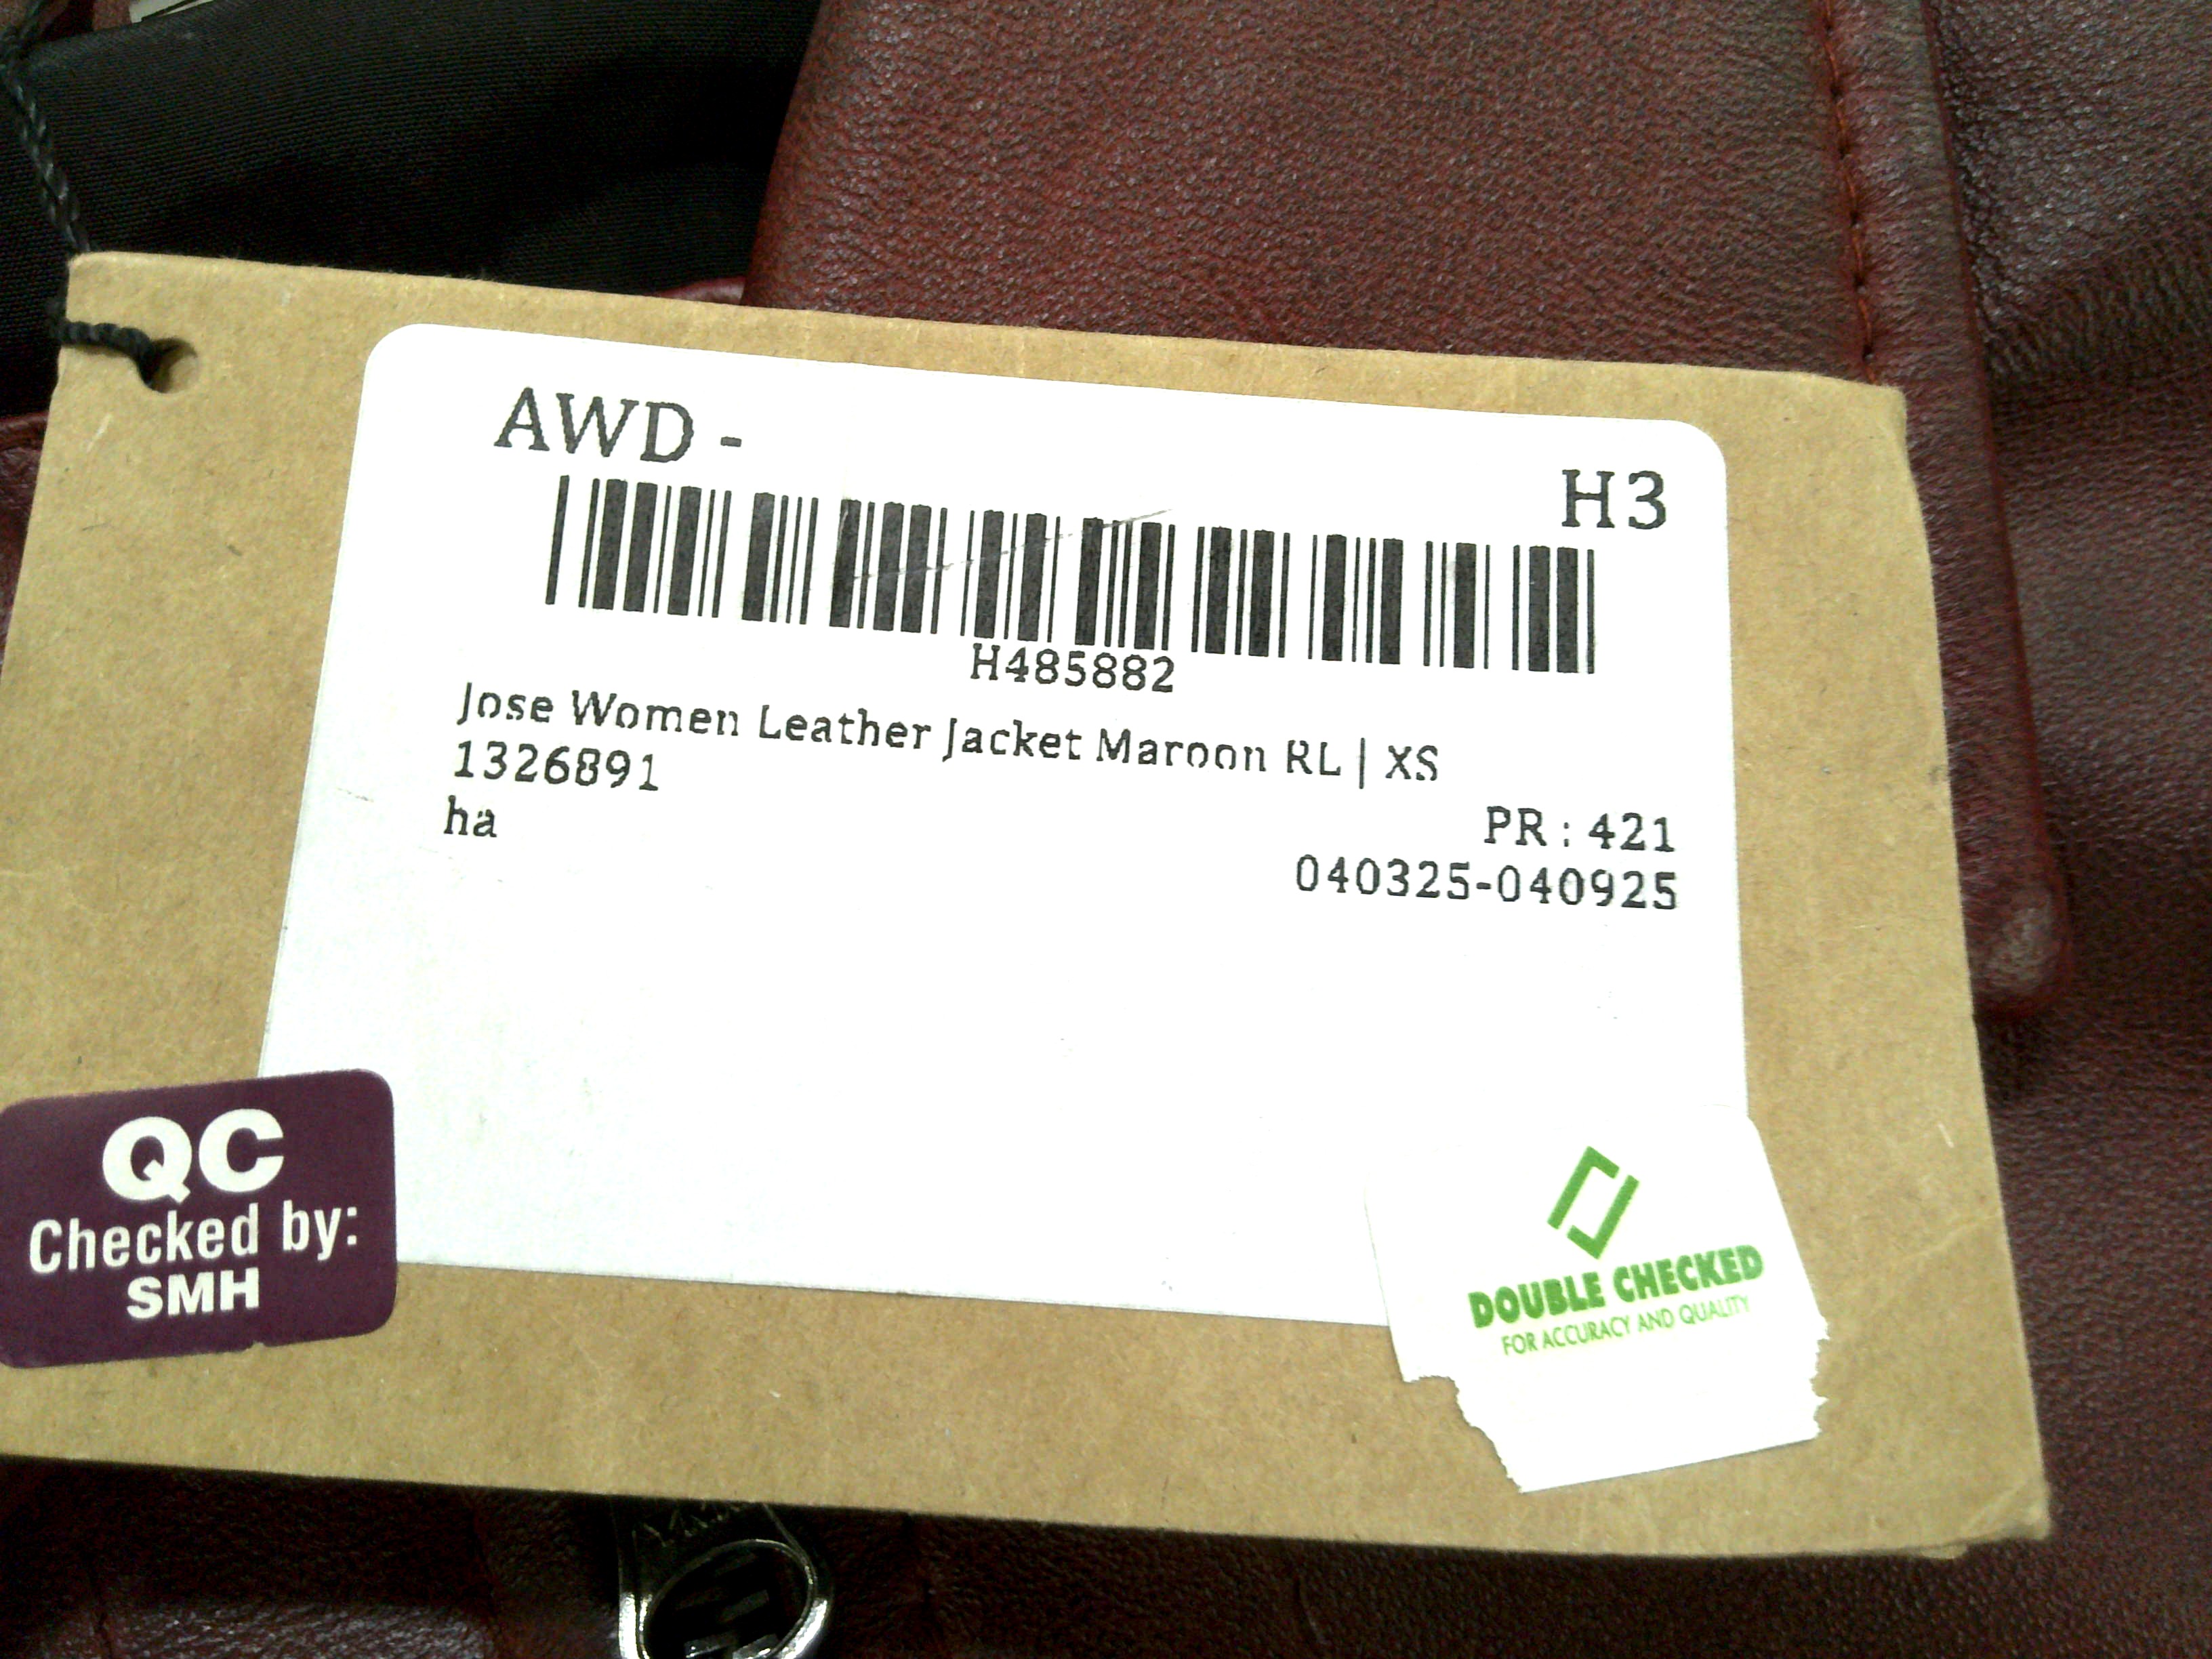 AWD -
H3
H485882
Jose Women Leather Jacket Maroon RL | XS
1326891
PR : 421
ha
040325-040925
QC
Checked by:
SMH
DOUBLE CHECKED
FOR ACCURACY AND QUALITY